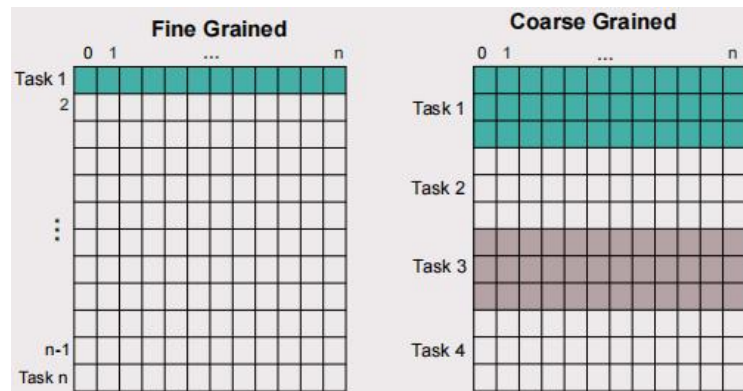 Fine Grained
0 1 ... n
Task 1
2
...
n-1
Task n
Coarse Grained
0 1 ... n
Task 1
Task 2
Task 3
Task 4